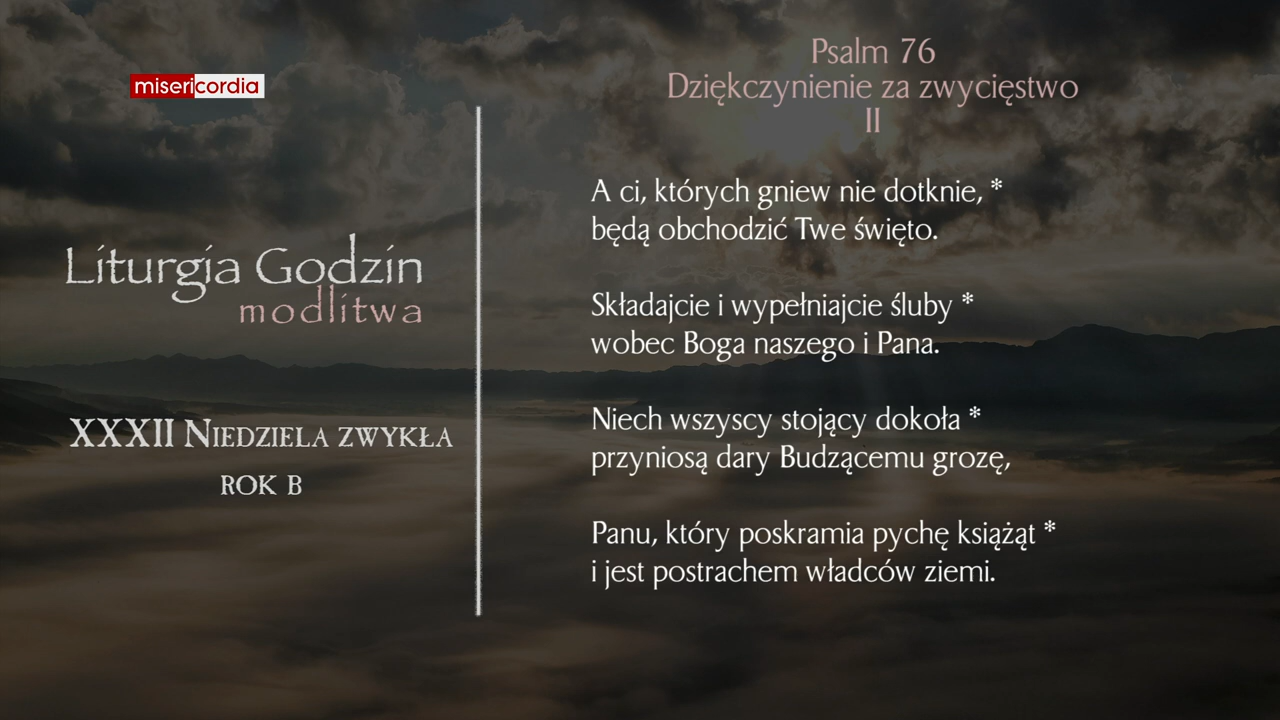 misericordia
Liturgia Godzin
modlitwa
XXXII Niedziela zwykła
rok B
Psalm 76
Dziękczynienie za zwycięstwo
II
A ci, których gniew nie dotknie, *
będą obchodzić Twe święto.
Składajcie i wypełniajcie śluby *
wobec Boga naszego i Pana.
Niech wszyscy stojący dokoła *
przyniosą dary Budzącemu grozę,
Panu, który poskramia pychę książąt *
i jest postrachem władców ziemi.